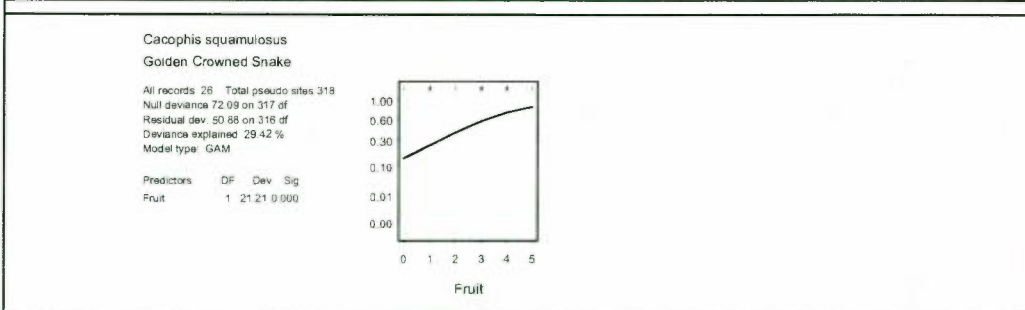 Cacophis squamulosus
Golden Crowned Snake
All records 26 Total pseudo sites 318
Null deviance 72.09 on 317 df
Residual dev. 50.88 on 316 df
Deviance explained 29.42 %
Model type: GAM
Predictors DF Dev Sig
Fruit 1 21.21 0.000
1.00
0.60
0.30
0.10
0.01
0.00
0 1 2 3 4 5
Fruit